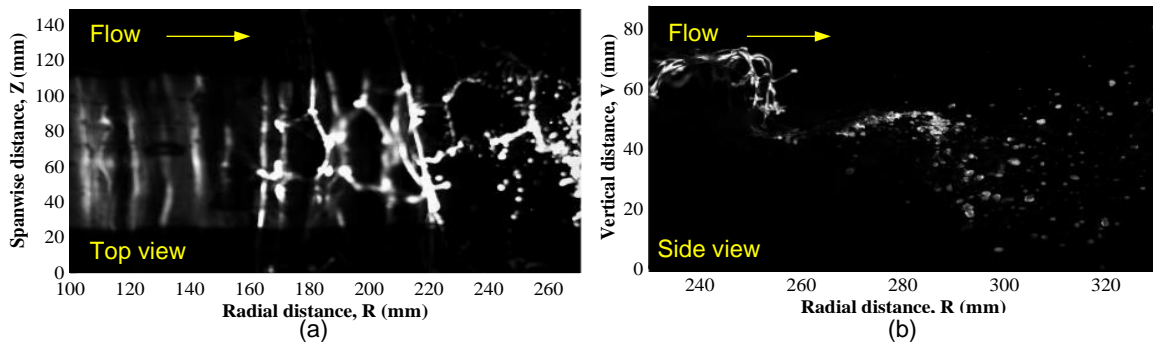 Flow
Top view
Spanwise distance, Z (mm)
140
120
100
80
60
40
20
0
100 120 140 160 180 200 220 240 260
Radial distance, R (mm)
(a)
Flow
Side view
Vertical distance, V (mm)
80
60
40
20
0
240 260 280 300 320
Radial distance, R (mm)
(b)